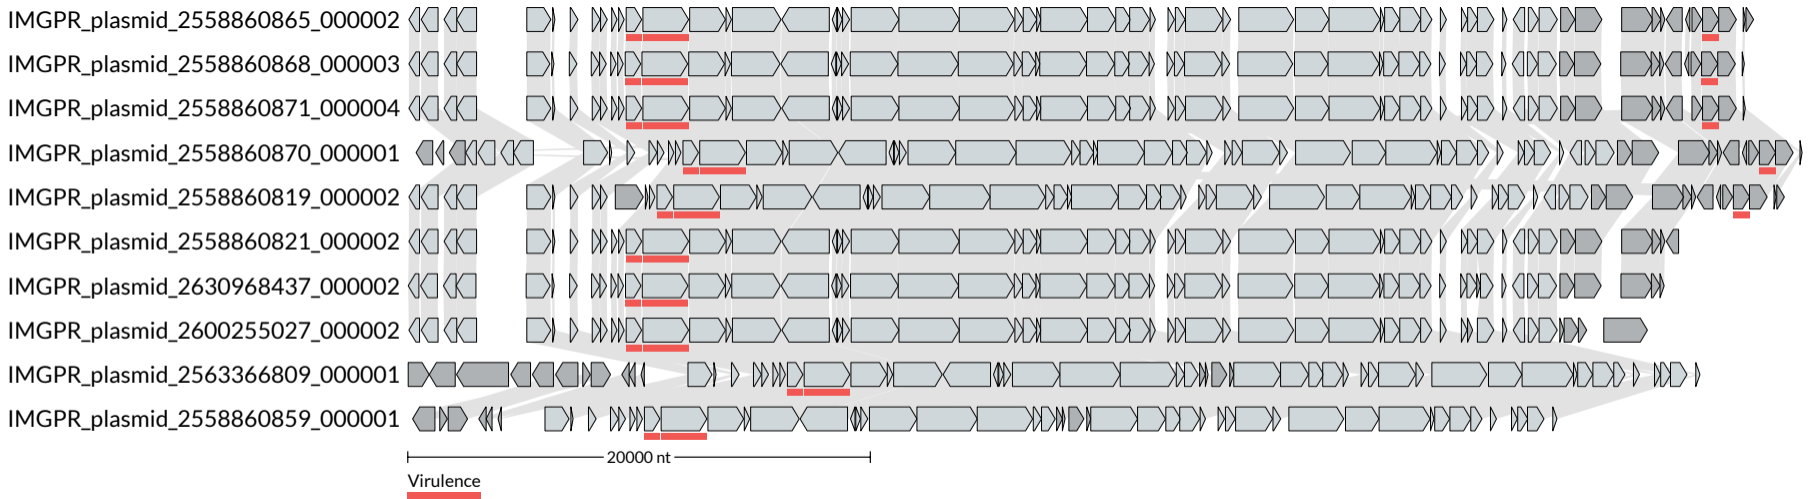 IMGPR_plasmid_2558860865_000002
IMGPR_plasmid_2558860868_000003
IMGPR_plasmid_2558860871_000004
IMGPR_plasmid_2558860870_000001
IMGPR_plasmid_2558860819_000002
IMGPR_plasmid_2558860821_000002
IMGPR_plasmid_2630968437_000002
IMGPR_plasmid_2600255027_000002
IMGPR_plasmid_2563366809_000001
IMGPR_plasmid_2558860859_000001
20000 nt
Virulence